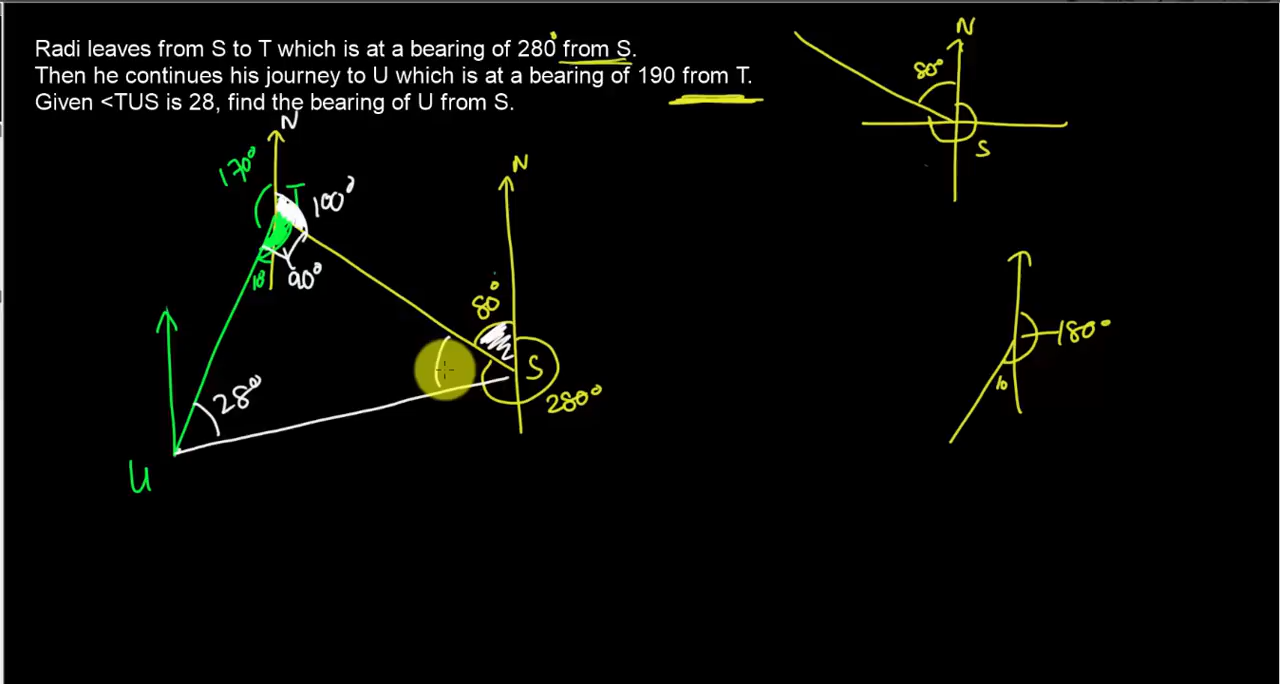 Radi leaves from S to T which is at a bearing of 280° from S.
Then he continues his journey to U which is at a bearing of 190 from T.
Given <TUS is 28, find the bearing of U from S.
N
80°
S
N
170°
T
100°
18
90°
N
80°
S
280°
28°
U
180°
10